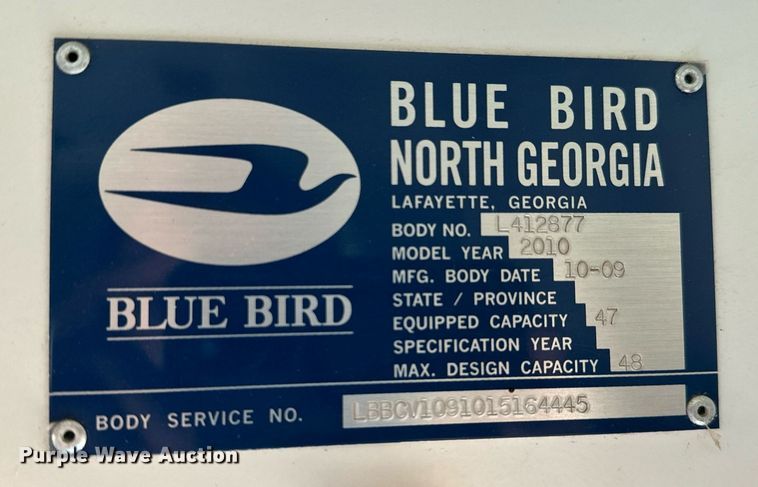 BLUE BIRD
BLUE BIRD
NORTH GEORGIA
LAFAYETTE, GEORGIA
BODY NO. L412877
MODEL YEAR 2010
MFG. BODY DATE 10-09
STATE / PROVINCE
EQUIPPED CAPACITY 47
SPECIFICATION YEAR
MAX. DESIGN CAPACITY 48
BODY SERVICE NO. LBBCV1091015164445
Purple Wave Auction